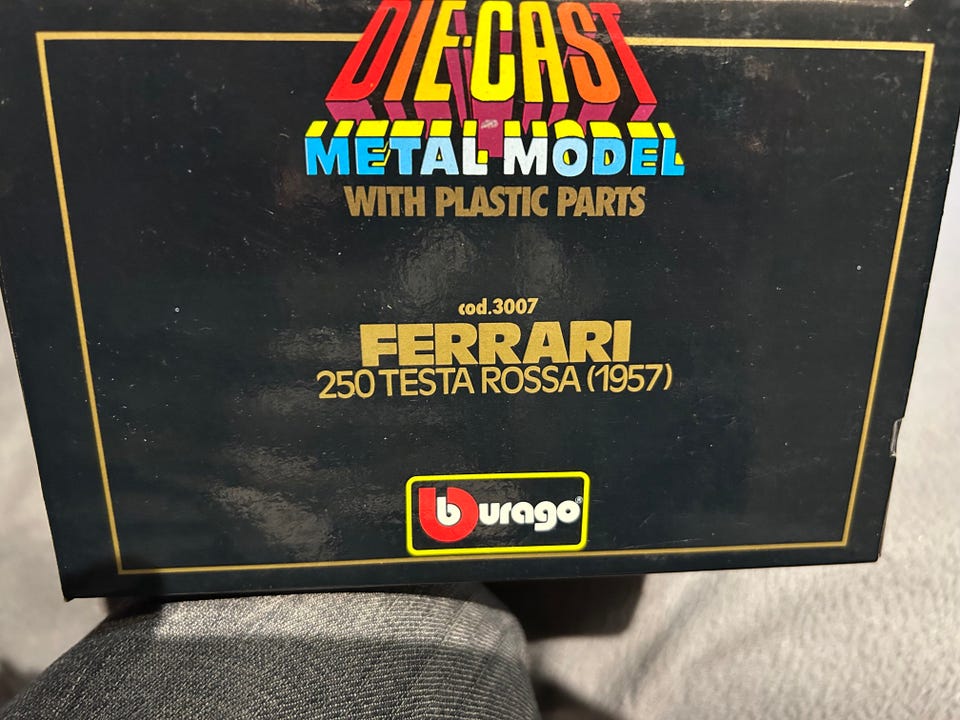 DIE-CAST
METAL MODEL
WITH PLASTIC PARTS
cod.3007
FERRARI
250 TESTA ROSSA (1957)
burago®